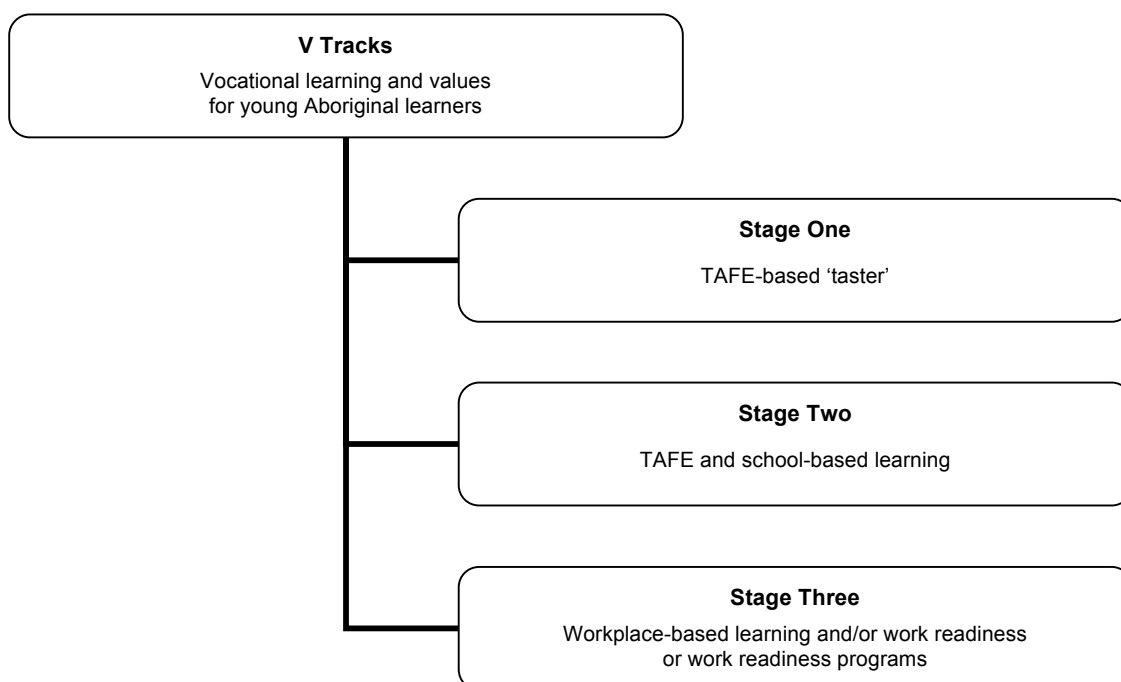 V Tracks
Vocational learning and values
for young Aboriginal learners
Stage One
TAFE-based ‘taster’
Stage Two
TAFE and school-based learning
Stage Three
Workplace-based learning and/or work readiness
or work readiness programs